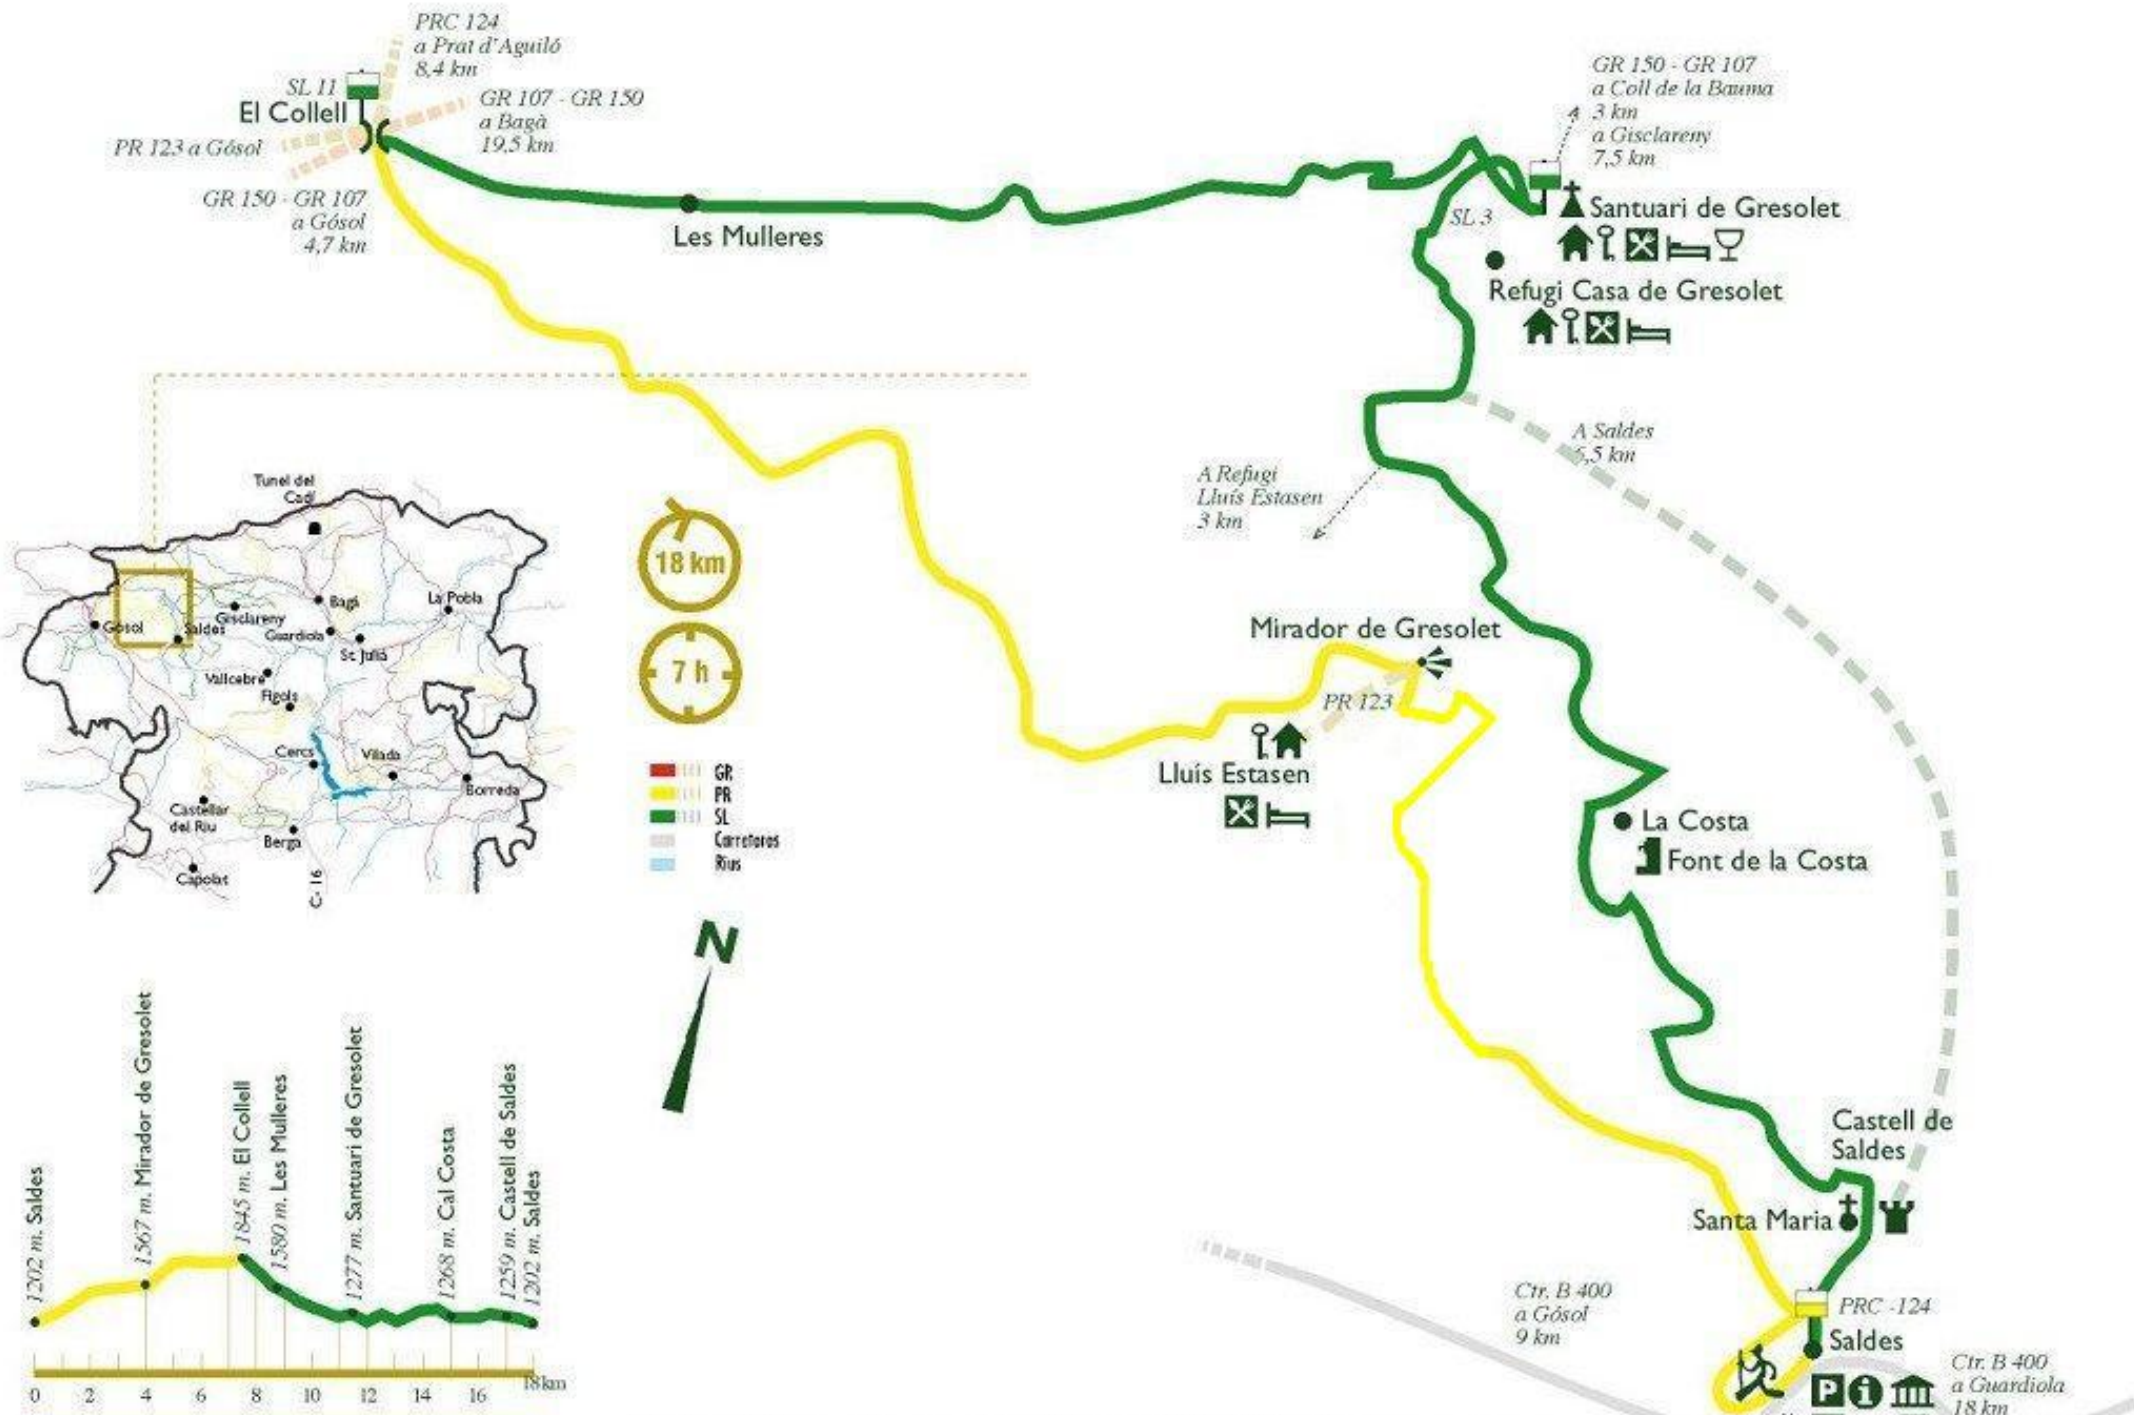 PRC 124
a Prat d'Aguiló
8,4 km
SL 11
El Collell
GR 107 - GR 150
a Bagà
19,5 km
PR 123 a Gósol
GR 150 - GR 107
a Gósol
4,7 km
Les Mulleres
GR 150 - GR 107
a Coll de la Bauma
3 km
a Gisclareny
7,5 km
Santuari de Gresolet
SL 3
Refugi Casa de Gresolet
A Saldes
6,5 km
A Refugi
Lluís Estasen
3 km
Mirador de Gresolet
PR 123
Lluís Estasen
La Costa
Font de la Costa
Castell de
Saldes
Santa Maria
PRC -124
Saldes
Ctr. B 400
a Gósol
9 km
Ctr. B 400
a Guardiola
18 km
P i
Tunel del
Cadí
Bagà
La Pobla
Gósol
Saldes
Gisclareny
Guardiola
St. Julià
Vallcebre
Fígols
Cercs
Vilada
Borreda
Castellar
del Riu
Berga
Capolat
C-16
18 km
7 h
GR
PR
SL
Carreteres
Rius
N
1202 m. Saldes
1567 m. Mirador de Gresolet
1845 m. El Collell
1580 m. Les Mulleres
1277 m. Santuari de Gresolet
1268 m. Cal Costa
1259 m. Castell de Saldes
1202 m. Saldes
0 2 4 6 8 10 12 14 16 18km